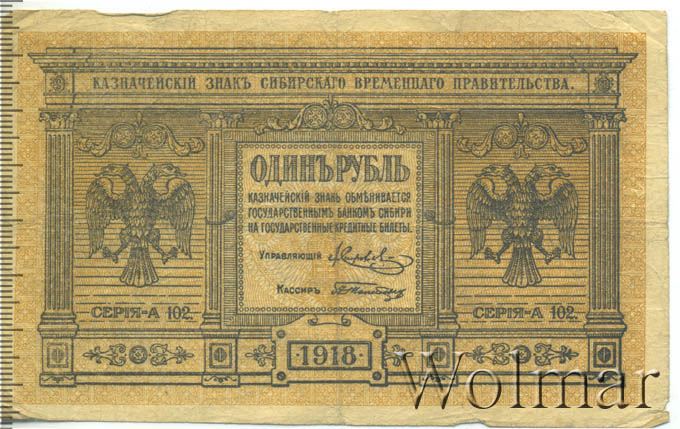 КАЗНАЧЕЙСКІЙ ЗНАКЪ СИБИРСКАГО ВРЕМЕННАГО ПРАВИТЕЛЬСТВА.
ОДИНЪ РУБЛЬ
КАЗНАЧЕЙСКІЙ ЗНАКЪ ОБМѢНИВАЕТСЯ
ГОСУДАРСТВЕННЫМЪ БАНКОМЪ СИБИРИ
НА ГОСУДАРСТВЕННЫЕ КРЕДИТНЫЕ БИЛЕТЫ.
УПРАВЛЯЮЩІЙ
КАССИРЪ
СЕРІЯ-А 102.
СЕРІЯ-А 102.
·1918·
Wolmar